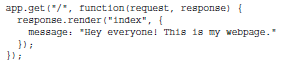 app.get("/", function(request, response) {
  response.render("index", {
    message: "Hey everyone! This is my webpage."
  });
});